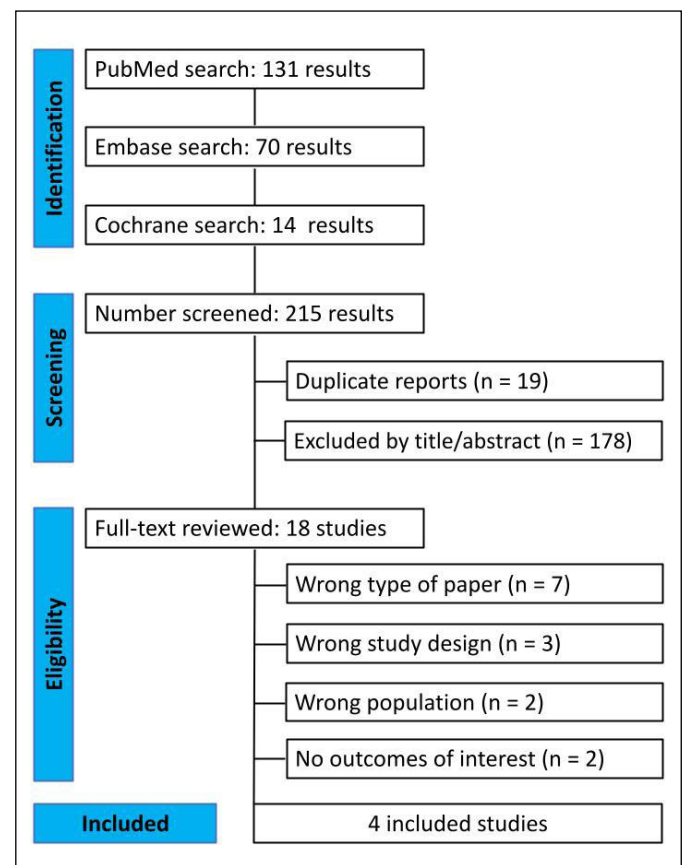 Identification
PubMed search: 131 results
Embase search: 70 results
Cochrane search: 14 results
Screening
Number screened: 215 results
Duplicate reports (n = 19)
Excluded by title/abstract (n = 178)
Eligibility
Full-text reviewed: 18 studies
Wrong type of paper (n = 7)
Wrong study design (n = 3)
Wrong population (n = 2)
No outcomes of interest (n = 2)
Included
4 included studies